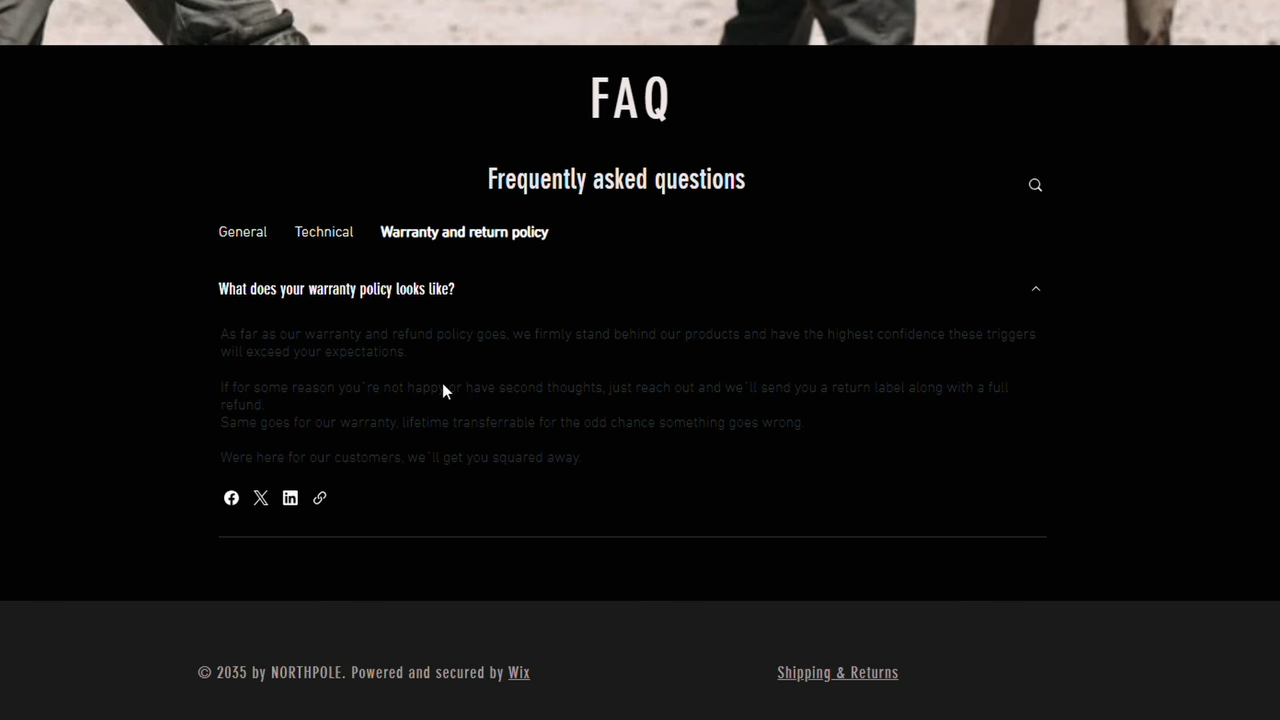 FAQ
Frequently asked questions
General Technical Warranty and return policy
What does your warranty policy looks like?
As far as our warranty and refund policy goes, we firmly stand behind our products and have the highest confidence these triggers
will exceed your expectations.
If for some reason you´re not happy or have second thoughts, just reach out and we´ll send you a return label along with a full
refund.
Same goes for our warranty, lifetime transferrable for the odd chance something goes wrong.
Were here for our customers, we´ll get you squared away.
© 2035 by NORTHPOLE. Powered and secured by Wix
Shipping & Returns